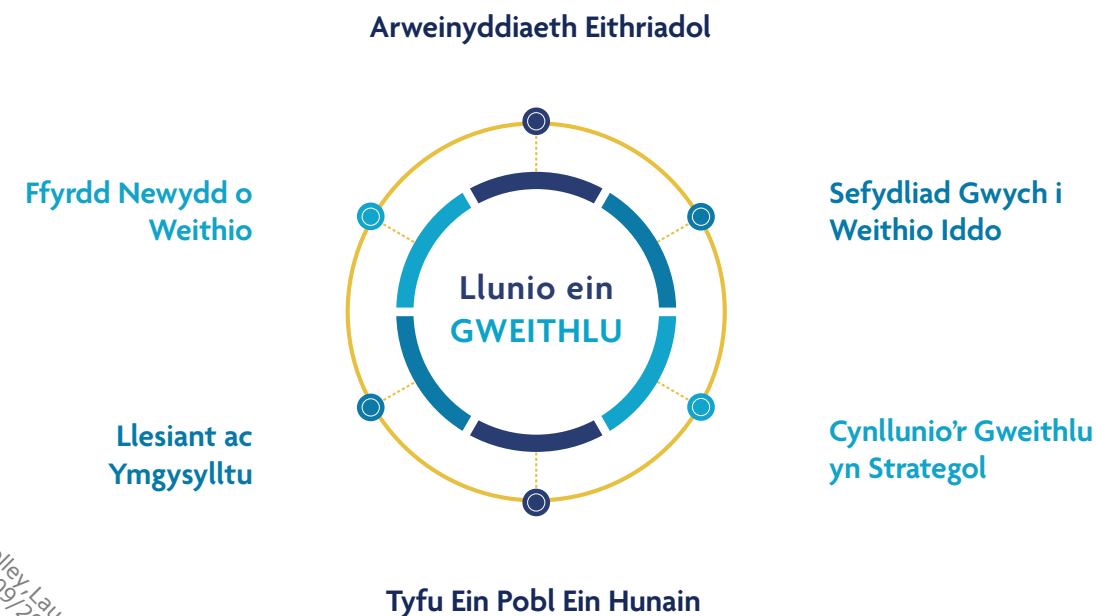 Arweinyddiaeth Eithriadol
Ffyrdd Newydd o
Weithio
Sefydliad Gwych i
Weithio Iddo
Llunio ein
GWEITHLU
Llesiant ac
Ymgysylltu
Cynllunio’r Gweithlu
yn Strategol
Tyfu Ein Pobl Ein Hunain